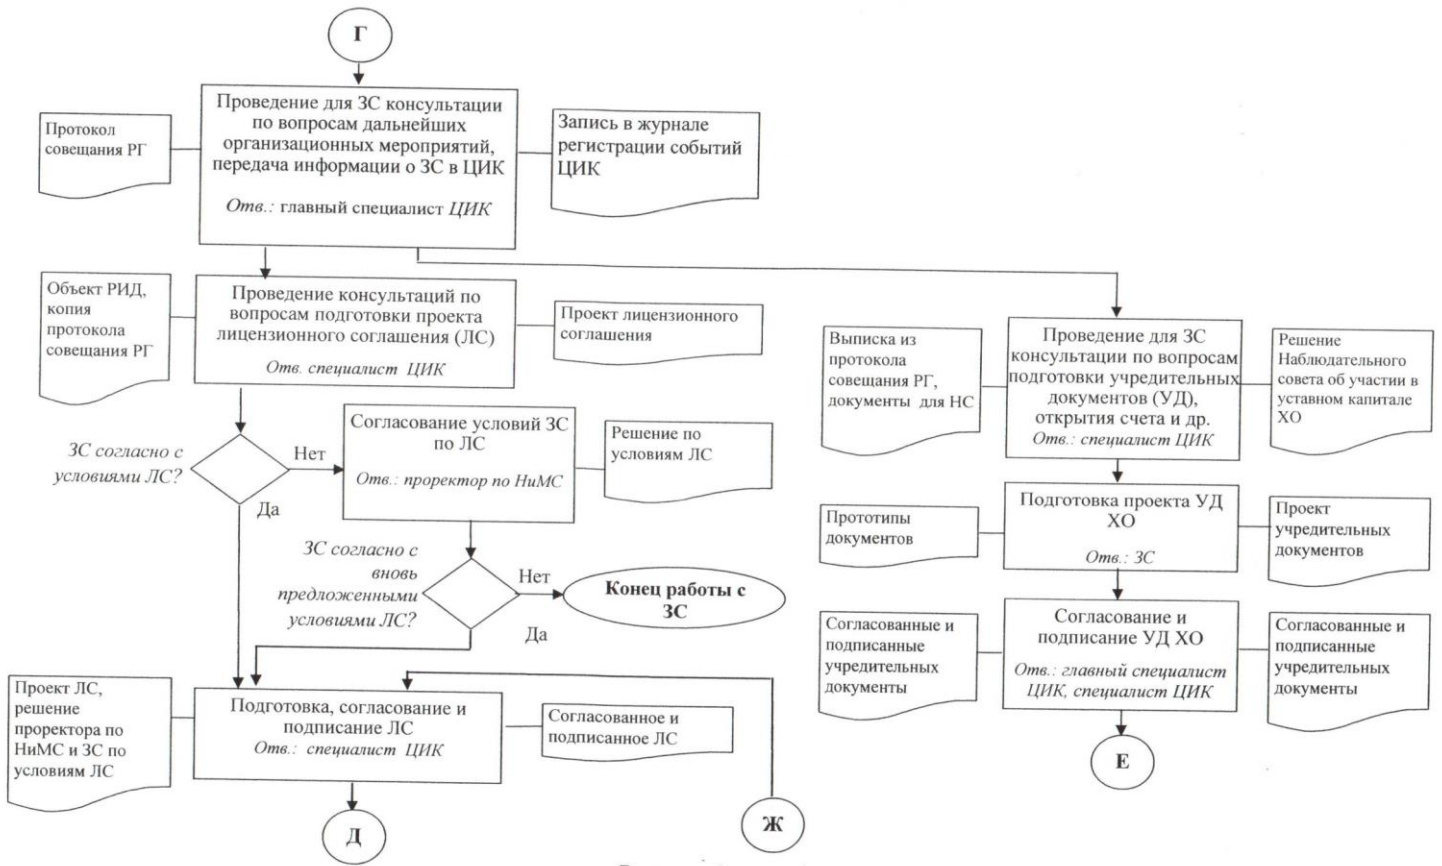 Г
Проведение для ЗС консультации
по вопросам дальнейших
организационных мероприятий,
передача информации о ЗС в ЦИК
Отв.: главный специалист ЦИК
Протокол
совещания РГ
Запись в журнале
регистрации событий
ЦИК
Объект РИД,
копия
протокола
совещания РГ
Проведение консультаций по
вопросам подготовки проекта
лицензионного соглашения (ЛС)
Отв. специалист ЦИК
Проект лицензионного
соглашения
Выписка из
протокола
совещания РГ,
документы для НС
Проведение для ЗС
консультации по вопросам
подготовки учредительных
документов (УД),
открытия счета и др.
Отв.: специалист ЦИК
Решение
Наблюдательного
совета об участии в
уставном капитале
ХО
ЗС согласно с
условиями ЛС?
Нет
Да
Согласование условий ЗС
по ЛС
Отв.: проректор по НиМС
Решение по
условиям ЛС
ЗС согласно с
вновь
предложенными
условиями ЛС?
Нет
Да
Конец работы с
ЗС
Прототипы
документов
Подготовка проекта УД
ХО
Отв.: ЗС
Проект
учредительных
документов
Согласованные и
подписанные
учредительных
документы
Согласование и
подписание УД ХО
Отв.: главный специалист
ЦИК, специалист ЦИК
Согласованные и
подписанные
учредительных
документы
Проект ЛС,
решение
проректора по
НиМС и ЗС по
условиям ЛС
Подготовка, согласование и
подписание ЛС
Отв.: специалист ЦИК
Согласованное и
подписанное ЛС
Е
Д
Ж